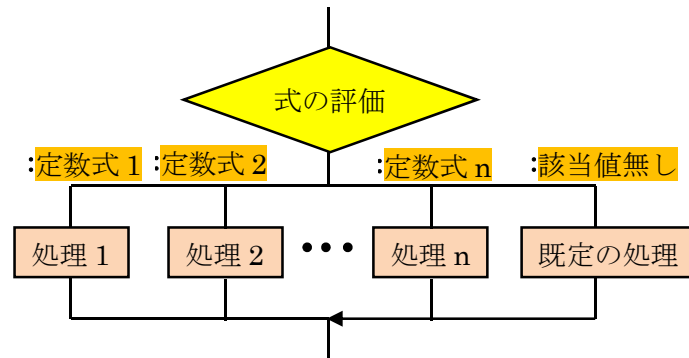 式の評価
:定数式 1 :定数式 2 :定数式 n :該当値無し
処理 1 処理 2 ・・・ 処理 n 既定の処理